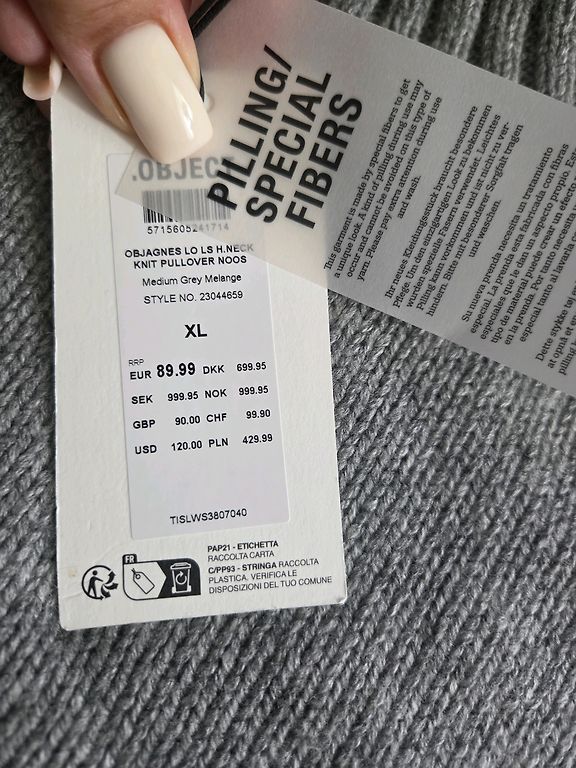 .OBJECT
5715605241714
OBJAGNES LO LS H.NECK
KNIT PULLOVER NOOS
Medium Grey Melange
STYLE NO. 23044659
XL
RRP
EUR 89.99 DKK 699.95
SEK 999.95 NOK 999.95
GBP 90.00 CHF 99.90
USD 120.00 PLN 429.99
TISLWS3807040
FR
PAP21 - ETICHETTA
RACCOLTA CARTA
C/PP93 - STRINGA RACCOLTA
PLASTICA. VERIFICA LE
DISPOSIZIONI DEL TUO COMUNE
PILLING/
SPECIAL
FIBERS
This garment is made by special fibers to get
a unique look. A kind of pilling during use may
occur and cannot be avoided on this type of
yarn. Please pay extra attention during use
and wash.
Ihr neues Kleidungsstück braucht besondere
Pflege. Um den einzigartigen Look zu bekommen
wurden spezielle Fasern verwendet. Leichtes
Pilling kann vorkommen und ist nicht zu ver-
hindern. Bitte mit besonderer Sorgfalt tragen
und waschen.
Su nueva prenda necesita un tratamiento
especial. La prenda esta fabricada con fibras
especiales que le dan un aspecto propio. Es
tipo de material puede crear un efecto
en la prenda. Por tanto necesita
especial tanto al lavarla
Dette stykke tøj
at opnå et
pilling